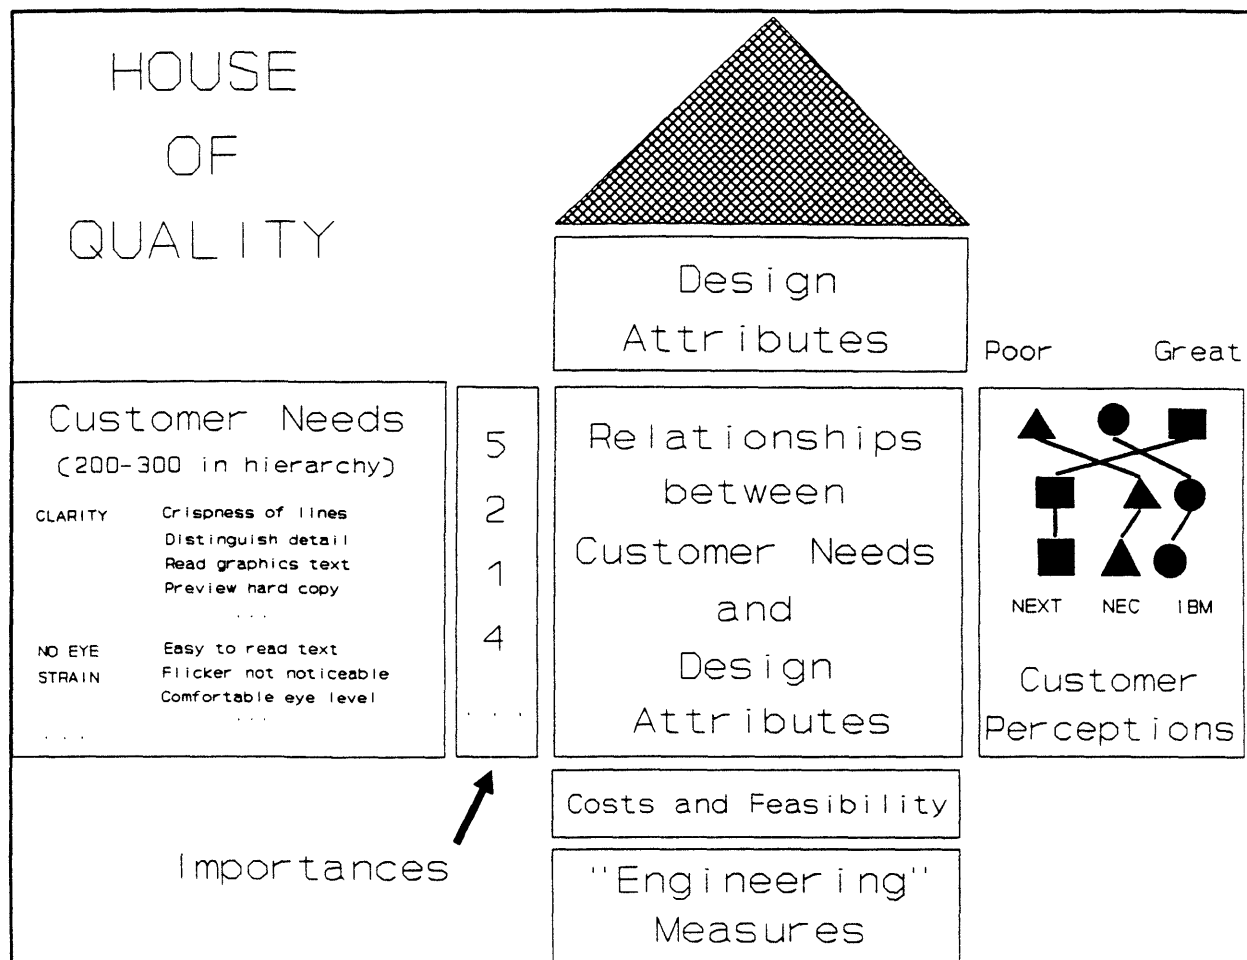 HOUSE
OF
QUALITY
Design
Attributes
Poor Great
Customer Needs
(200-300 in hierarchy)
CLARITY Crispness of lines
Distinguish detail
Read graphics text
Preview hard copy
...
NO EYE Easy to read text
STRAIN Flicker not noticeable
Comfortable eye level
...
...
5
2
1
4
...
Relationships
between
Customer Needs
and
Design
Attributes
NEXT NEC IBM
Customer
Perceptions
Importances
Costs and Feasibility
"Engineering"
Measures